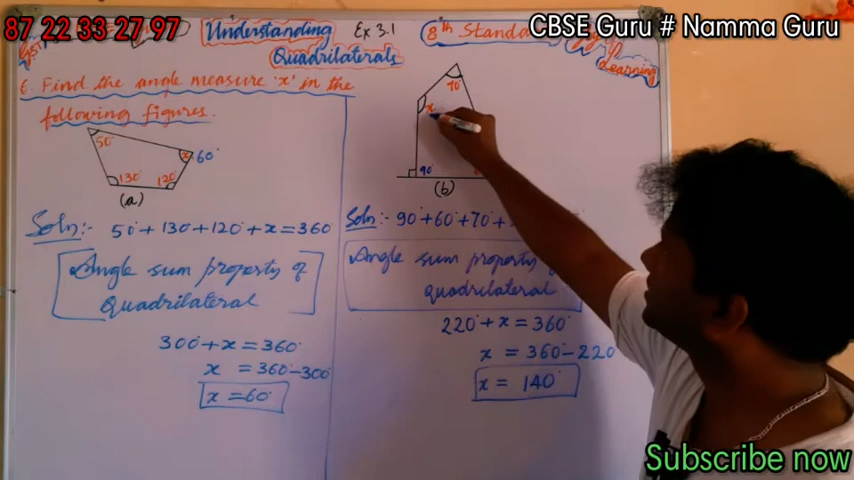 87 22 33 27 97
CBSE Guru # Namma Guru
Understanding
Quadrilaterals
Ex 3.1
8th
Learning
6. Find the angle measure 'x' in the
following figures.
50°
130°
120°
x
60°
(a)
70°
x
90°
(b)
Soln:- 50°+130°+120°+x=360°
Angle sum property of
Quadrilateral
300°+x=360°
x = 360°-300°
x = 60°
Soln:- 90°+60°+70°+
Angle sum property
quadrilateral
220°+x=360°
x = 360°-220
x = 140°
Subscribe now